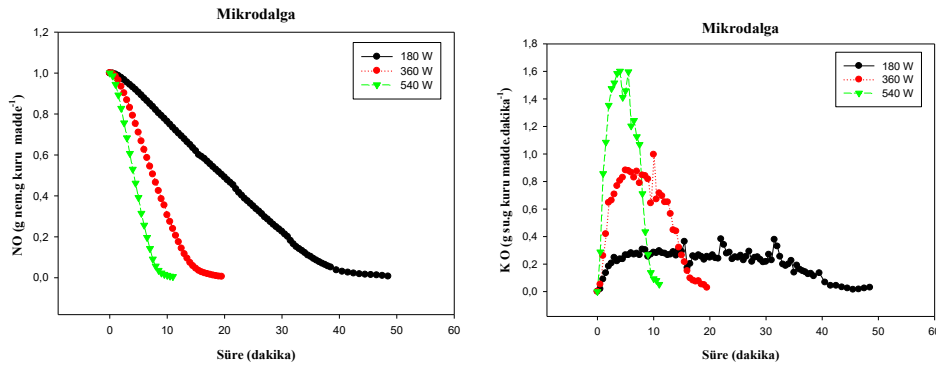 Mikrodalga
NO (g nem.g kuru madde⁻¹)
1,2
1,0
0,8
0,6
0,4
0,2
0,0
180 W
360 W
540 W
0 10 20 30 40 50 60
Süre (dakika)
Mikrodalga
K O (g su.g kuru madde.dakika⁻¹)
1,8
1,6
1,4
1,2
1,0
0,8
0,6
0,4
0,2
0,0
180 W
360 W
540 W
0 10 20 30 40 50 60
Süre (dakika)